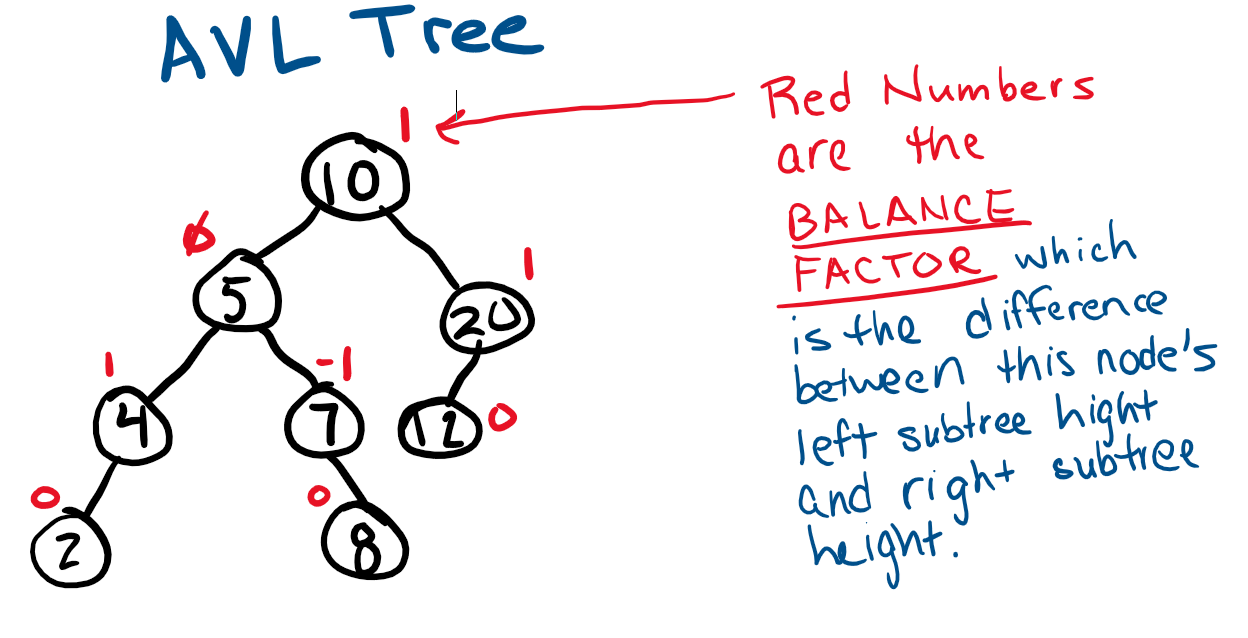 AVL Tree
1
Red Numbers
are the
BALANCE
FACTOR which
is the difference
between this node's
left subtree hight
and right subtree
height.
10
0
1
5
20
1
-1
4
7
12
0
0
0
2
8